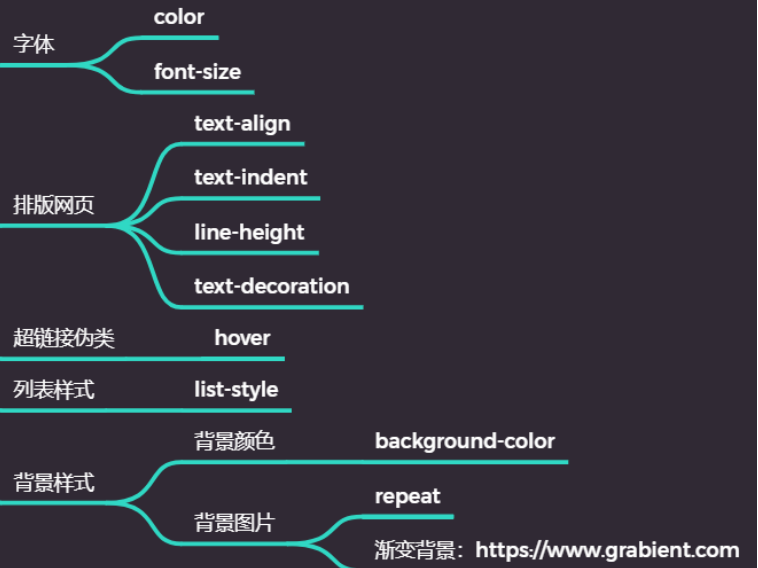 字体
color
font-size
排版网页
text-align
text-indent
line-height
text-decoration
超链接伪类
hover
列表样式
list-style
背景样式
背景颜色
background-color
背景图片
repeat
渐变背景：https://www.grabient.com